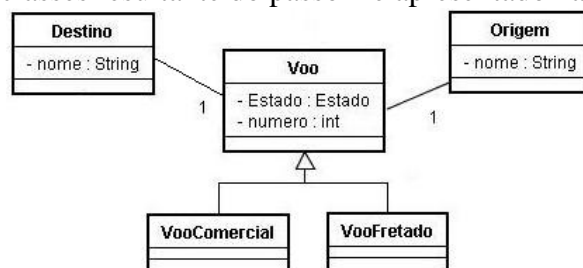 Destino
- nome : String
Origem
- nome : String
Voo
- Estado : Estado
- numero : int
1
1
VooComercial
VooFretado